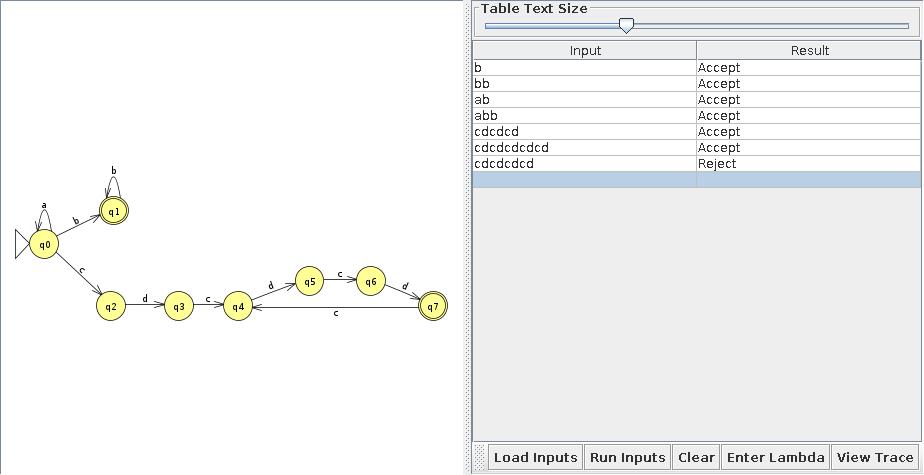 Table Text Size
Input Result
b Accept
bb Accept
ab Accept
abb Accept
cdcdcd Accept
cdcdcdcdcd Accept
cdcdcdcd Reject
b
a
q1
b
q0
c
q2
d
q3
c
q4
d
q5
c
q6
d
q7
c
Load Inputs Run Inputs Clear Enter Lambda View Trace